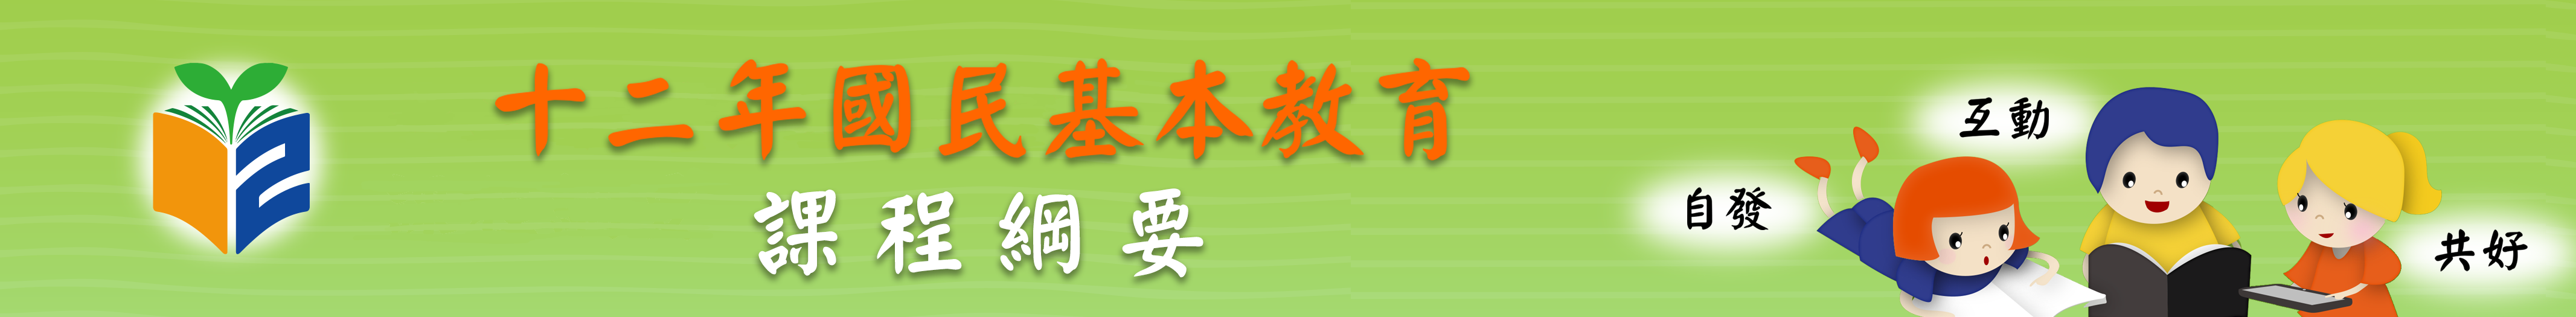 十二年國民基本教育
課程綱要
自發
互動
共好